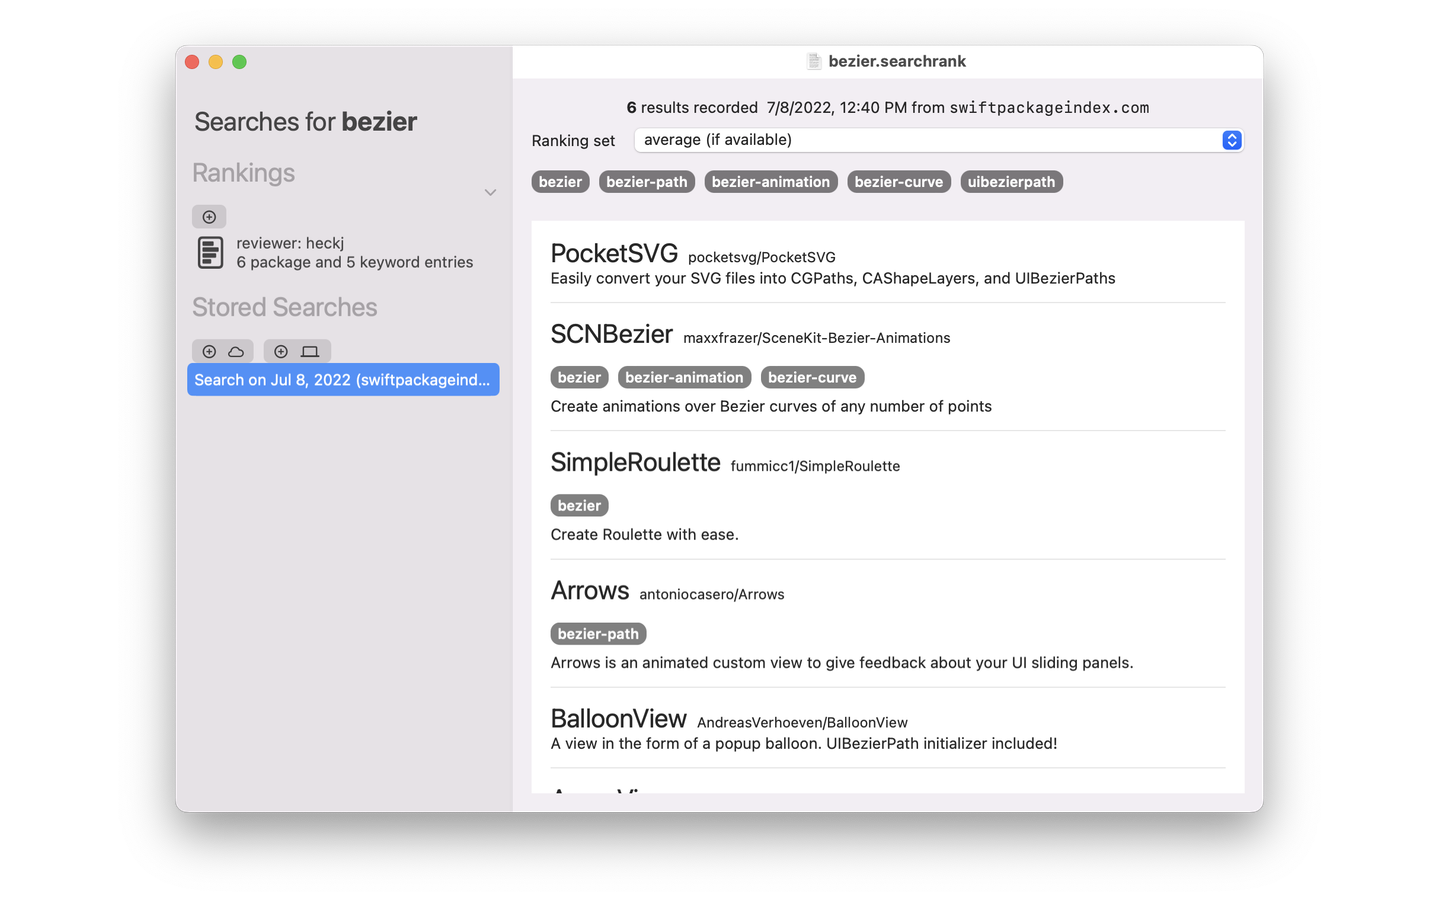 bezier.searchrank
Searches for bezier
Rankings
reviewer: heckj
6 package and 5 keyword entries
Stored Searches
Search on Jul 8, 2022 (swiftpackageind...
6 results recorded 7/8/2022, 12:40 PM from swiftpackageindex.com
Ranking set average (if available)
bezier bezier-path bezier-animation bezier-curve uibezierpath
PocketSVG pocketsvg/PocketSVG
Easily convert your SVG files into CGPaths, CAShapeLayers, and UIBezierPaths
SCNBezier maxxfrazer/SceneKit-Bezier-Animations
bezier bezier-animation bezier-curve
Create animations over Bezier curves of any number of points
SimpleRoulette fummicc1/SimpleRoulette
bezier
Create Roulette with ease.
Arrows antoniocasero/Arrows
bezier-path
Arrows is an animated custom view to give feedback about your UI sliding panels.
BalloonView AndreasVerhoeven/BalloonView
A view in the form of a popup balloon. UIBezierPath initializer included!